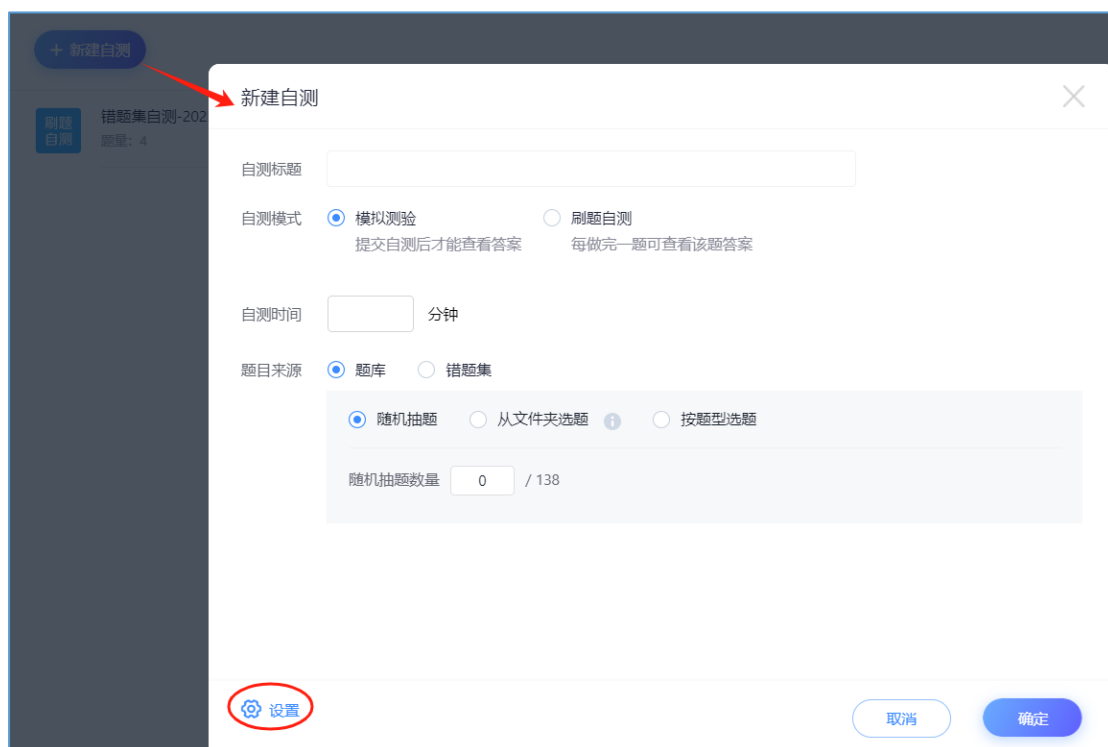 + 新建自测
刷题
自测
错题集自测-202
题量：4
新建自测
自测标题
自测模式 模拟测验 刷题自测
提交自测后才能查看答案 每做完一题可查看该题答案
自测时间 分钟
题目来源 题库 错题集
随机抽题 从文件夹选题 按题型选题
随机抽题数量 0 / 138
设置 取消 确定